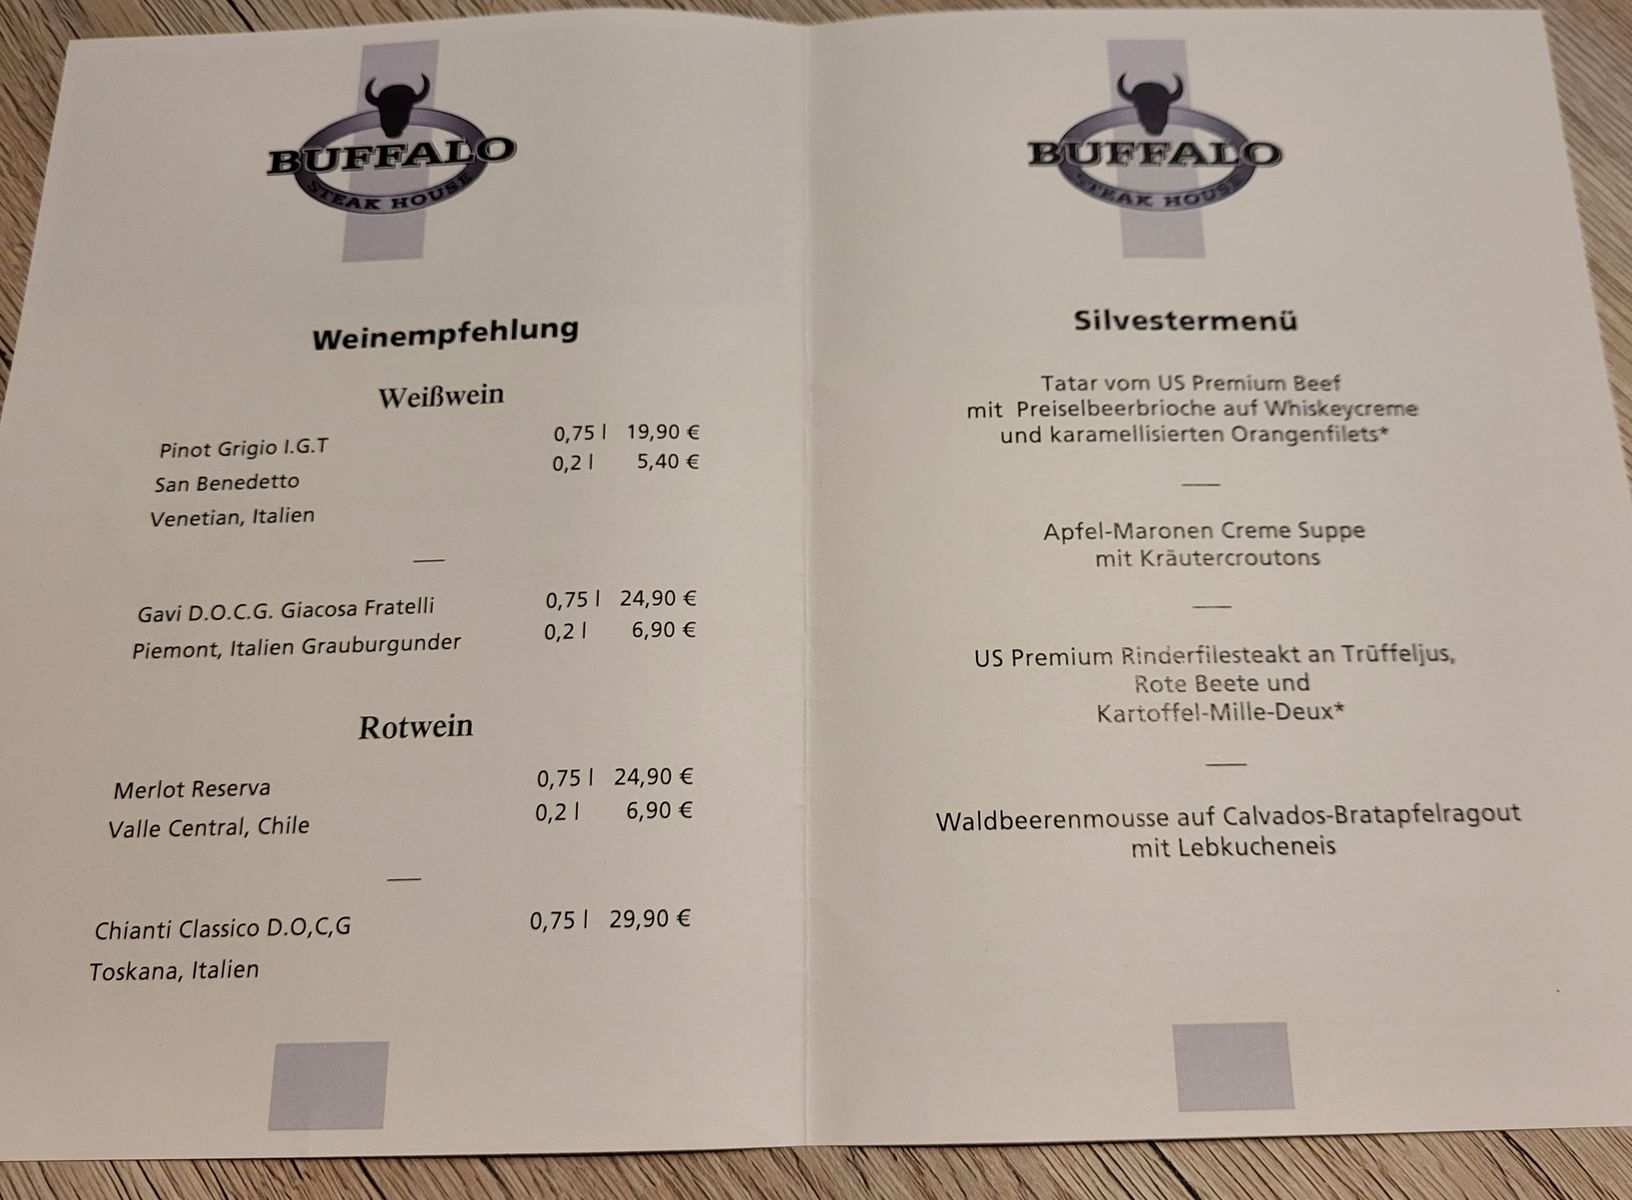 BUFFALO
STEAK HOUSE
Weinempfehlung
Weißwein
Pinot Grigio I.G.T 0,75 l 19,90 €
San Benedetto 0,2 l 5,40 €
Venetian, Italien
Gavi D.O.C.G. Giacosa Fratelli 0,75 l 24,90 €
Piemont, Italien Grauburgunder 0,2 l 6,90 €
Rotwein
Merlot Reserva 0,75 l 24,90 €
Valle Central, Chile 0,2 l 6,90 €
Chianti Classico D.O,C,G 0,75 l 29,90 €
Toskana, Italien
BUFFALO
STEAK HOUSE
Silvestermenü
Tatar vom US Premium Beef
mit Preiselbeerbrioche auf Whiskeycreme
und karamellisierten Orangenfilets*
Apfel-Maronen Creme Suppe
mit Kräutercroutons
US Premium Rinderfilesteakt an Trüffeljus,
Rote Beete und
Kartoffel-Mille-Deux*
Waldbeerenmousse auf Calvados-Bratapfelragout
mit Lebkucheneis